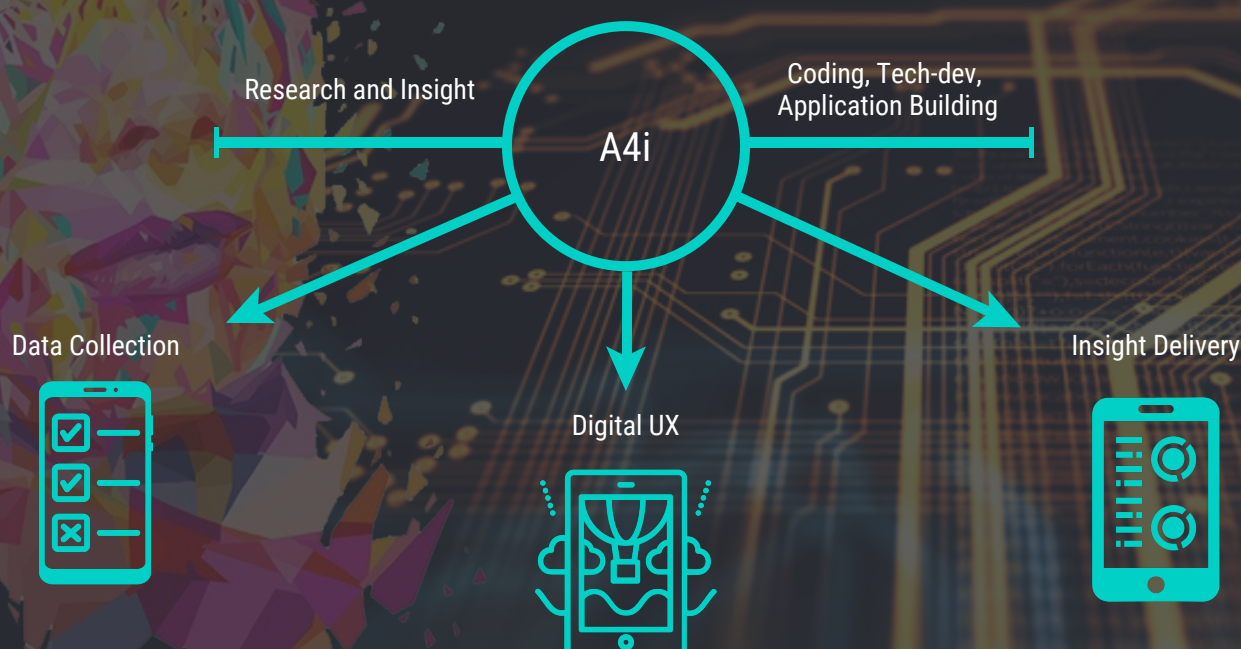 Research and Insight
Coding, Tech-dev,
Application Building
A4i
Data Collection
Insight Delivery
Digital UX